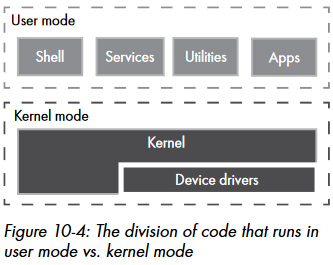 User mode
Shell Services Utilities Apps
Kernel mode
Kernel
Device drivers
Figure 10-4: The division of code that runs in
user mode vs. kernel mode